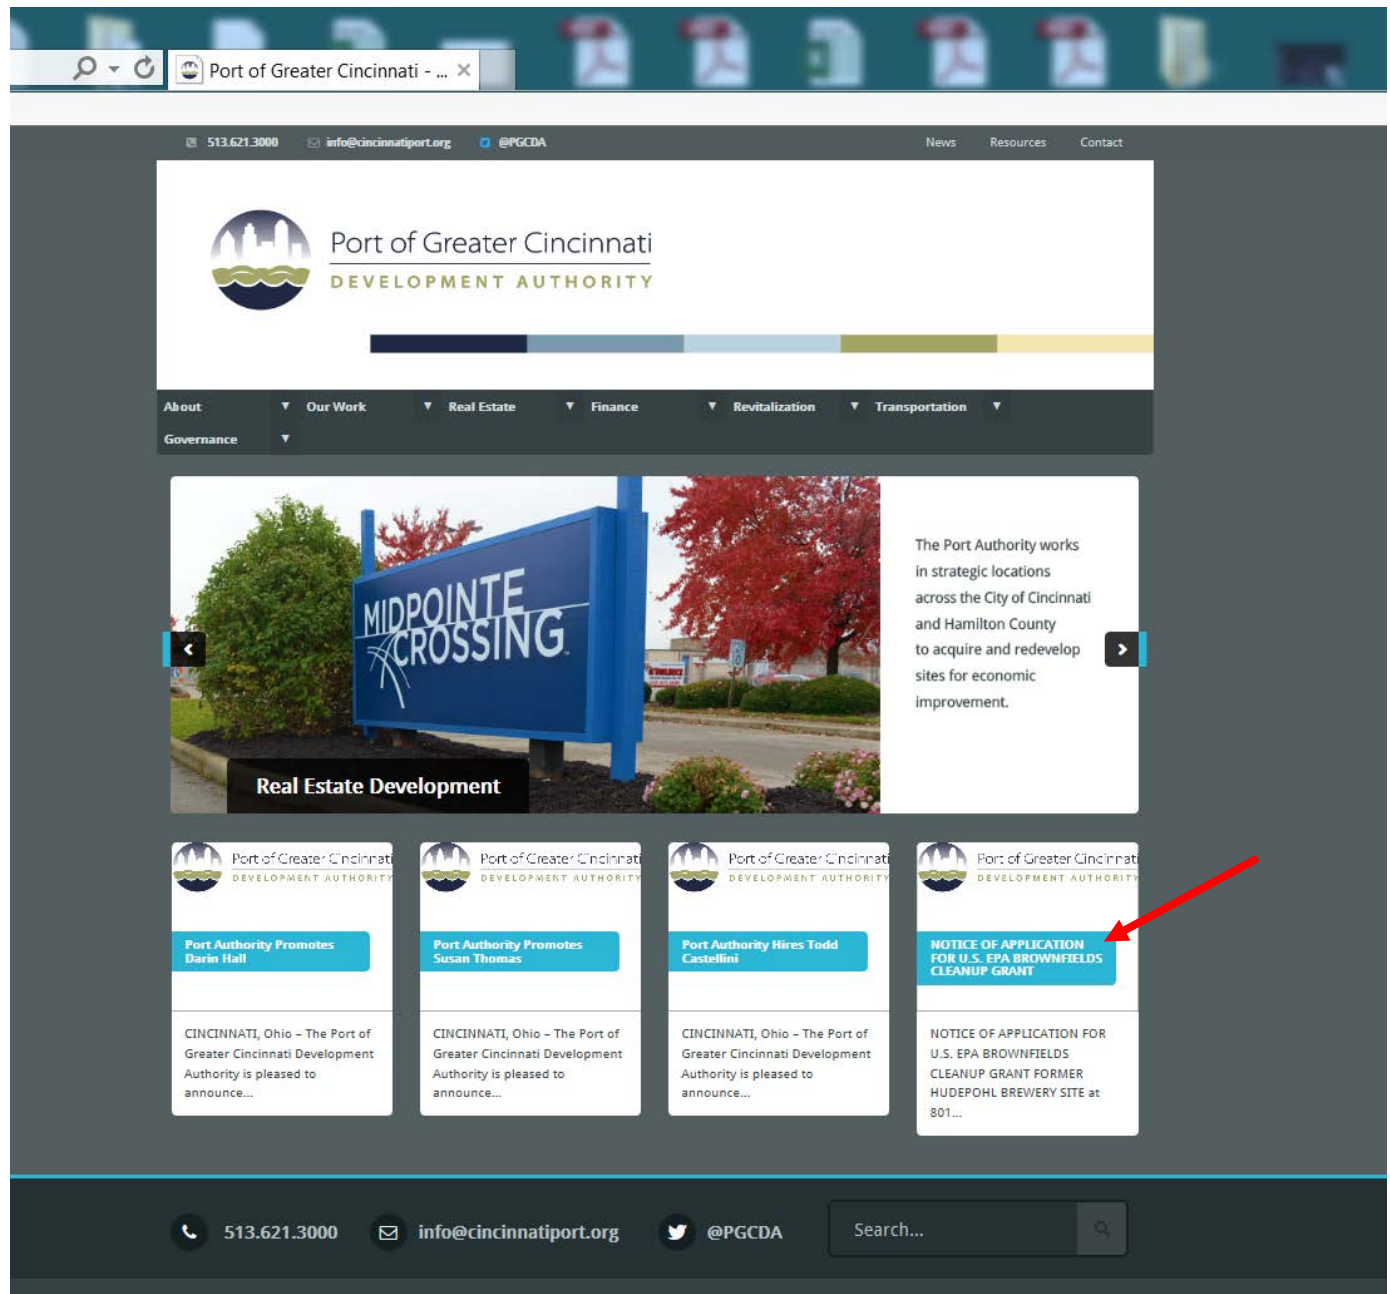 Port of Greater Cincinnati - ...
513.621.3000 info@cincinnatiport.org @PGCDA News Resources Contact
Port of Greater Cincinnati
DEVELOPMENT AUTHORITY
About ▼ Our Work ▼ Real Estate ▼ Finance ▼ Revitalization ▼ Transportation ▼
Governance ▼
MIDPOINTE
CROSSING
The Port Authority works
in strategic locations
across the City of Cincinnati
and Hamilton County
to acquire and redevelop
sites for economic
improvement.
Real Estate Development
Port of Greater Cincinnati
DEVELOPMENT AUTHORITY
Port Authority Promotes
Darin Hall
CINCINNATI, Ohio – The Port of
Greater Cincinnati Development
Authority is pleased to
announce...
Port of Greater Cincinnati
DEVELOPMENT AUTHORITY
Port Authority Promotes
Susan Thomas
CINCINNATI, Ohio – The Port of
Greater Cincinnati Development
Authority is pleased to
announce...
Port of Greater Cincinnati
DEVELOPMENT AUTHORITY
Port Authority Hires Todd
Castellini
CINCINNATI, Ohio – The Port of
Greater Cincinnati Development
Authority is pleased to
announce...
Port of Greater Cincinnati
DEVELOPMENT AUTHORITY
NOTICE OF APPLICATION
FOR U.S. EPA BROWNFIELDS
CLEANUP GRANT
NOTICE OF APPLICATION FOR
U.S. EPA BROWNFIELDS
CLEANUP GRANT FORMER
HUDEPOHL BREWERY SITE at
801...
513.621.3000 info@cincinnatiport.org @PGCDA Search...